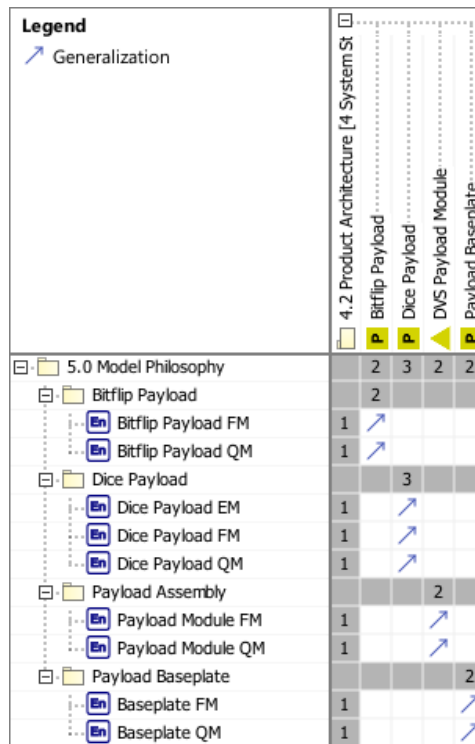 Legend
Generalization
4.2 Product Architecture [4 System St
Bitflip Payload
Dice Payload
DVS Payload Module
Payload Baseplate
P P P
5.0 Model Philosophy 2 3 2 2
Bitflip Payload 2
En Bitflip Payload FM 1
En Bitflip Payload QM 1
Dice Payload 3
En Dice Payload EM 1
En Dice Payload FM 1
En Dice Payload QM 1
Payload Assembly 2
En Payload Module FM 1
En Payload Module QM 1
Payload Baseplate 2
En Baseplate FM 1
En Baseplate QM 1